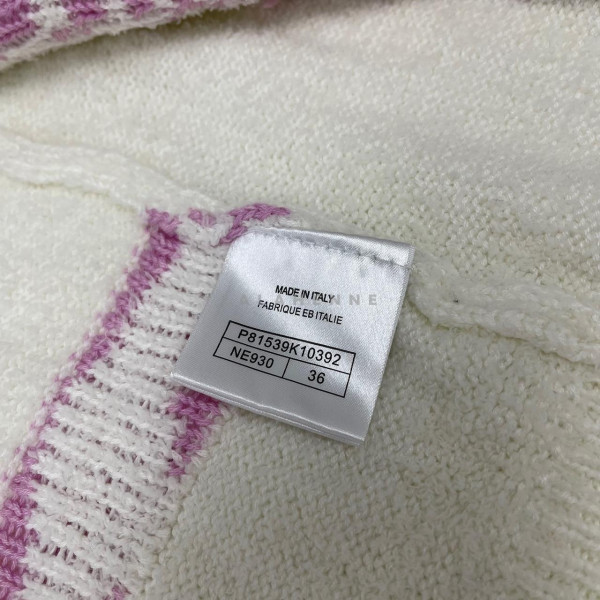 MADE IN ITALY
FABRIQUE EB ITALIE
P81539K10392
NE930 36